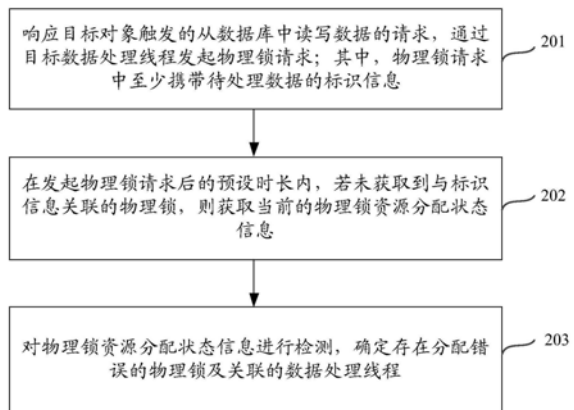 响应目标对象触发的从数据库中读写数据的请求，通过
目标数据处理线程发起物理锁请求；其中，物理锁请求
中至少携带待处理数据的标识信息
201
在发起物理锁请求后的预设时长内，若未获取到与标识
信息关联的物理锁，则获取当前的物理锁资源分配状态
信息
202
对物理锁资源分配状态信息进行检测，确定存在分配错
误的物理锁及关联的数据处理线程
203